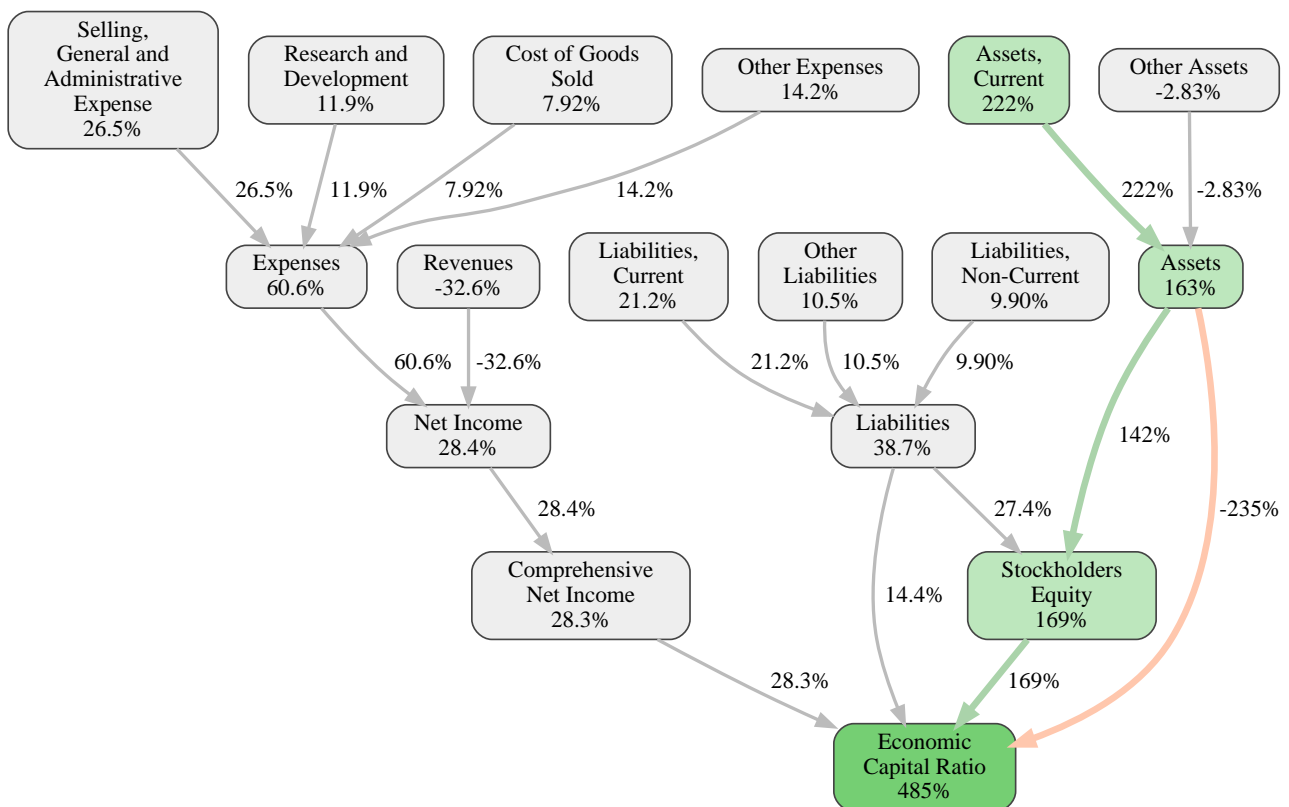 Selling,
General and
Administrative
Expense
26.5%
Research and
Development
11.9%
Cost of Goods
Sold
7.92%
Other Expenses
14.2%
Assets,
Current
222%
Other Assets
-2.83%
26.5%
11.9%
7.92%
14.2%
222%
-2.83%
Expenses
60.6%
Revenues
-32.6%
Liabilities,
Current
21.2%
Other
Liabilities
10.5%
Liabilities,
Non-Current
9.90%
Assets
163%
60.6%
-32.6%
21.2%
10.5%
9.90%
Net Income
28.4%
Liabilities
38.7%
142%
28.4%
27.4%
-235%
Comprehensive
Net Income
28.3%
14.4%
Stockholders
Equity
169%
28.3%
169%
Economic
Capital Ratio
485%